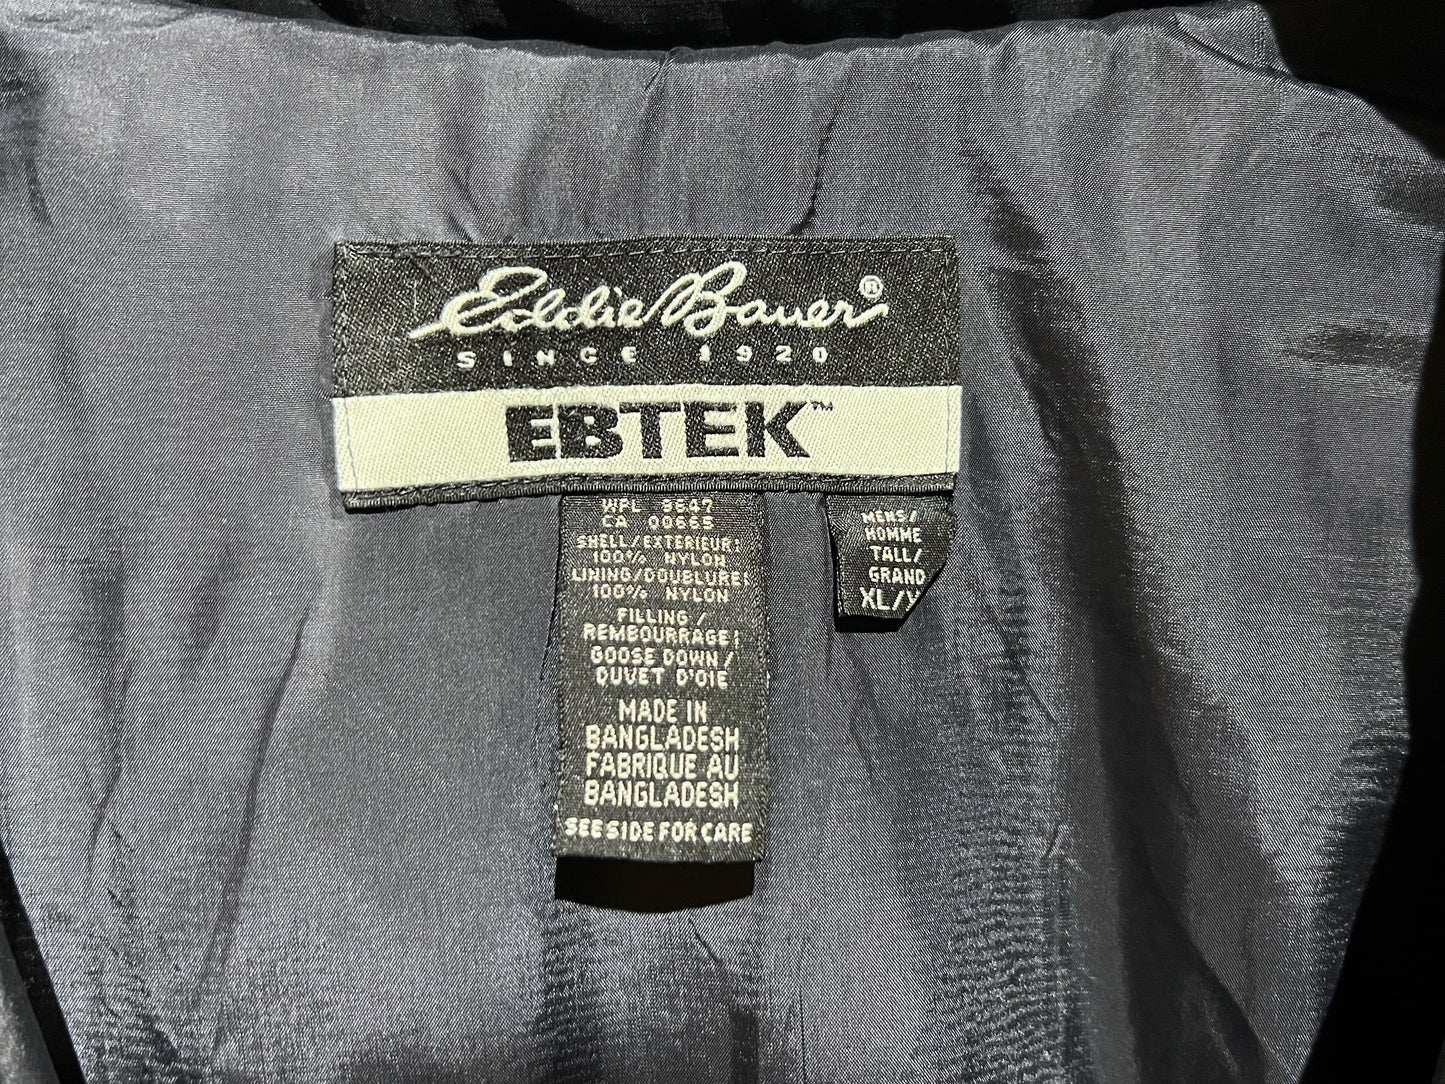 Eddie Bauer®
SINCE 1920
EBTEK™
WPL 8647
CA 00665
SHELL/EXTERIEUR:
100% NYLON
LINING/DOUBLURE:
100% NYLON
FILLING/
REMBOURRAGE:
GOOSE DOWN/
DUVET D'OIE
MADE IN
BANGLADESH
FABRIQUE AU
BANGLADESH
SEE SIDE FOR CARE
MENS/
HOMME
TALL/
GRAND
XL/